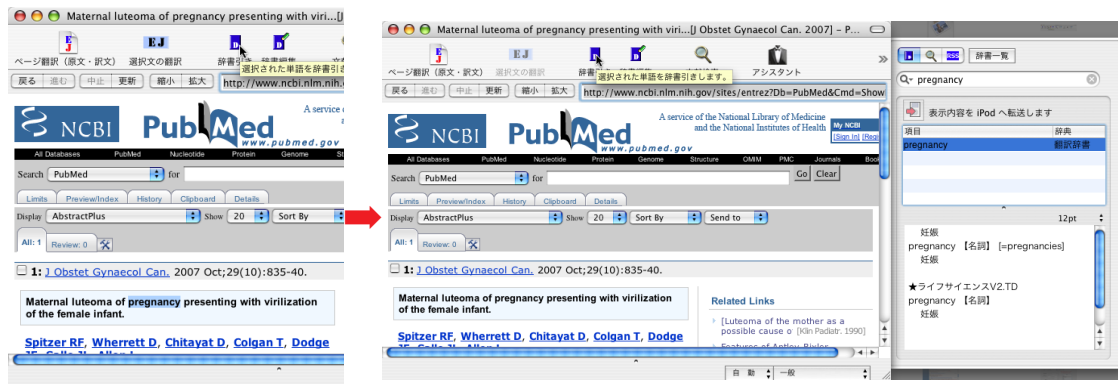 Maternal luteoma of pregnancy presenting with viri...[J
ページ翻訳（原文・訳文）
選択文の翻訳
選択された単語を辞書引き
戻る 進む 中止 更新 縮小 拡大 http://www.ncbi.nlm.nih.
NCBI PubMed
www.pubmed.gov
A service
All Databases PubMed Nucleotide Protein Genome
Search PubMed for
Limits Preview/Index History Clipboard Details
Display AbstractPlus Show 20 Sort By
All: 1 Review: 0
1: J Obstet Gynaecol Can. 2007 Oct;29(10):835-40.
Maternal luteoma of pregnancy presenting with virilization
of the female infant.
Spitzer RF, Wherrett D, Chitayat D, Colgan T, Dodge
Maternal luteoma of pregnancy presenting with viri...[J Obstet Gynaecol Can. 2007] – P...
ページ翻訳（原文・訳文） 選択文の翻訳
選択された単語を辞書引きします。
アシスタント
戻る 進む 中止 更新 縮小 拡大 http://www.ncbi.nlm.nih.gov/sites/entrez?Db=PubMed&Cmd=Show
NCBI PubMed
www.pubmed.gov
A service of the National Library of Medicine
and the National Institutes of Health
My NCBI
[Sign In] [Regi
All Databases PubMed Nucleotide Protein Genome Structure OMIM PMC Journals Book
Search PubMed for Go Clear
Limits Preview/Index History Clipboard Details
Display AbstractPlus Show 20 Sort By Send to
All: 1 Review: 0
1: J Obstet Gynaecol Can. 2007 Oct;29(10):835-40.
Maternal luteoma of pregnancy presenting with virilization
of the female infant.
Spitzer RF, Wherrett D, Chitayat D, Colgan T, Dodge
Related Links
[Luteoma of the mother as a
possible cause o [Klin Padiatr. 1990]
自動 一般
辞書一覧
pregnancy
表示内容を iPod へ転送します
項目 辞典
pregnancy 翻訳辞書
12pt
妊娠
pregnancy 【名詞】 [=pregnancies]
妊娠
★ライフサイエンスV2.TD
pregnancy 【名詞】
妊娠